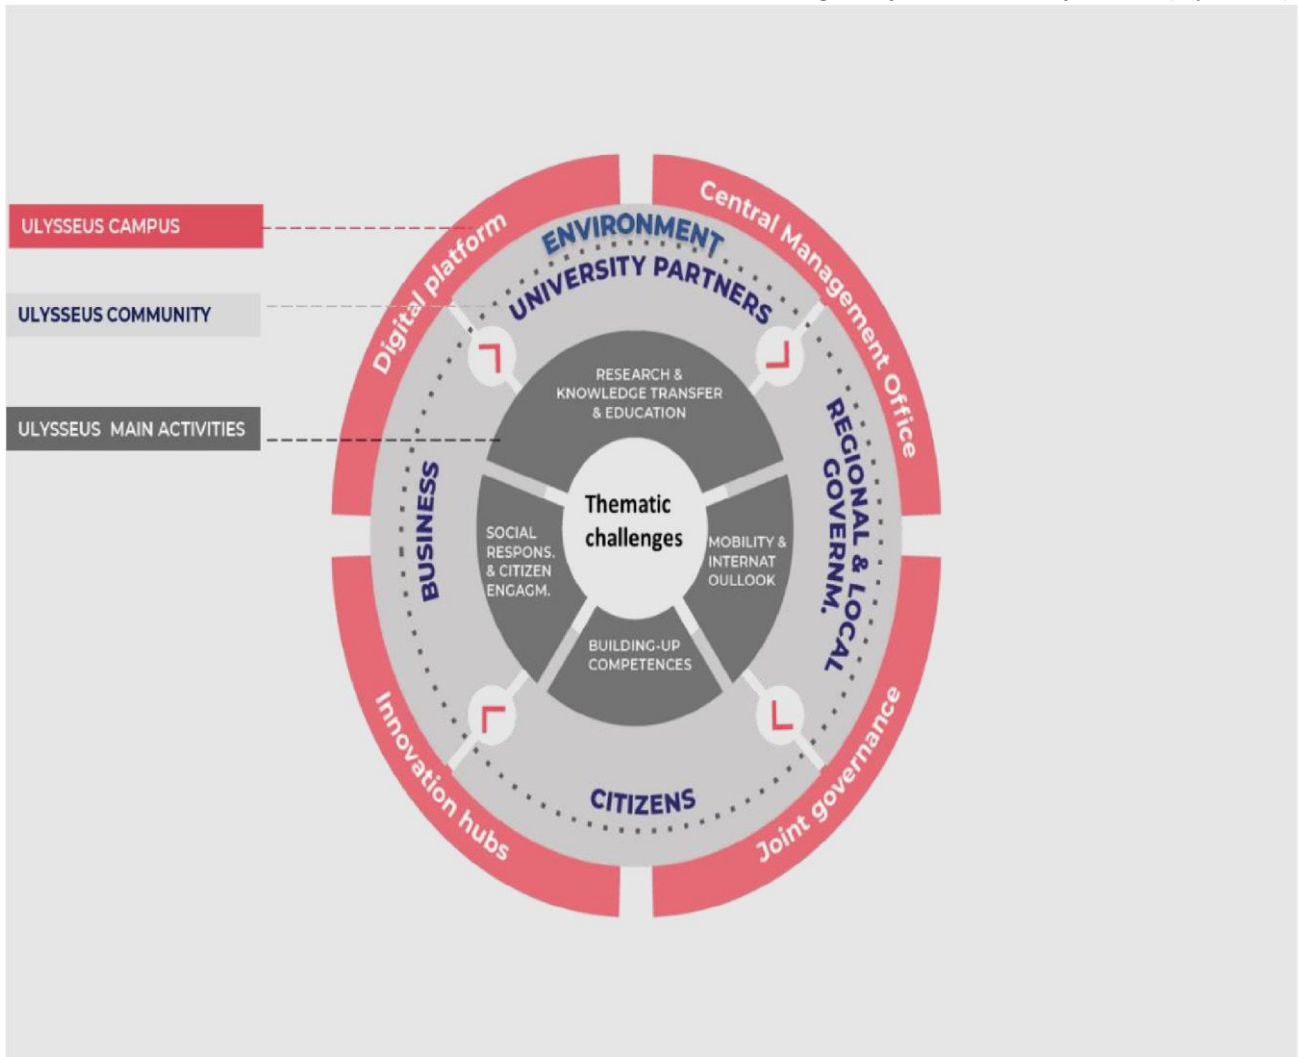 ULYSSEUS CAMPUS
ULYSSEUS COMMUNITY
ULYSSEUS MAIN ACTIVITIES
Digital platform
Central Management Office
ENVIRONMENT
UNIVERSITY PARTNERS
RESEARCH &
KNOWLEDGE TRANSFER
& EDUCATION
BUSINESS
REGIONAL & LOCAL
GOVERNM.
Thematic
challenges
SOCIAL
RESPONS.
& CITIZEN
ENGAGM.
MOBILITY &
INTERNAT
OULLOOK
BUILDING-UP
COMPETENCES
CITIZENS
Innovation hubs
Joint governance